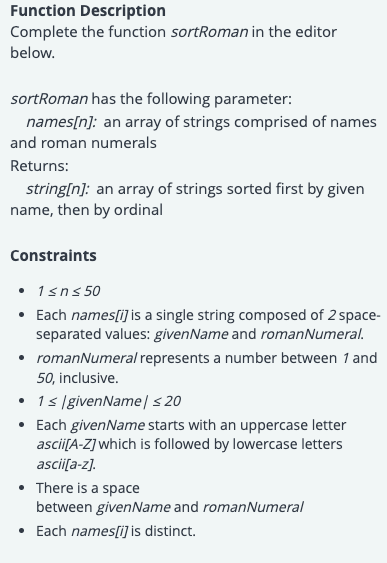 Function Description
Complete the function sortRoman in the editor
below.
sortRoman has the following parameter:
names[n]: an array of strings comprised of names
and roman numerals
Returns:
string[n]: an array of strings sorted first by given
name, then by ordinal
Constraints
• 1 ≤ n ≤ 50
• Each names[i] is a single string composed of 2 space-
separated values: givenName and romanNumeral.
• romanNumeral represents a number between 1 and
50, inclusive.
• 1 ≤ |givenName| ≤ 20
• Each givenName starts with an uppercase letter
ascii[A-Z] which is followed by lowercase letters
ascii[a-z].
• There is a space
between givenName and romanNumeral
• Each names[i] is distinct.